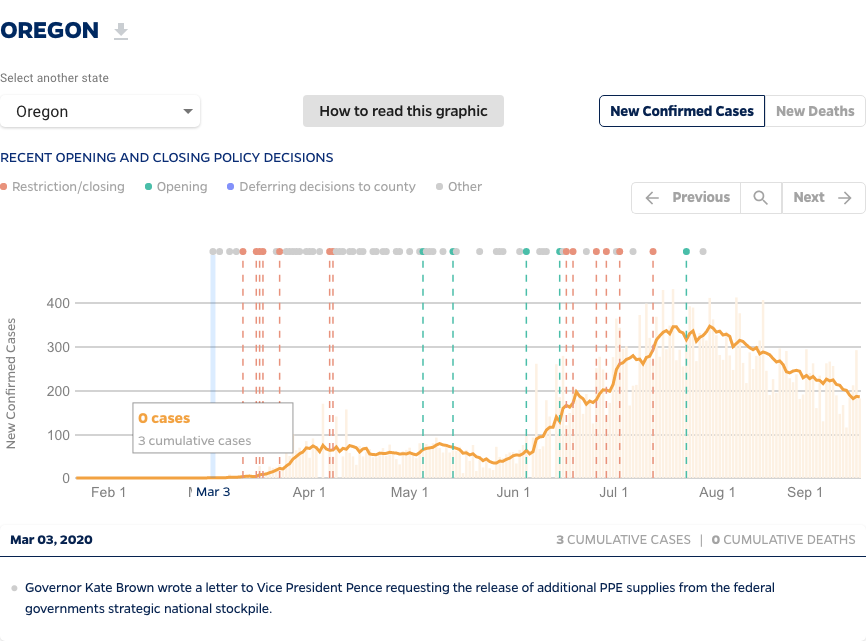 OREGON
Select another state
Oregon
How to read this graphic
New Confirmed Cases
New Deaths
RECENT OPENING AND CLOSING POLICY DECISIONS
Restriction/closing
Opening
Deferring decisions to county
Other
Previous
Next
New Confirmed Cases
400
300
200
100
0
0 cases
3 cumulative cases
Feb 1
Mar 3
Apr 1
May 1
Jun 1
Jul 1
Aug 1
Sep 1
Mar 03, 2020
3 CUMULATIVE CASES | 0 CUMULATIVE DEATHS
Governor Kate Brown wrote a letter to Vice President Pence requesting the release of additional PPE supplies from the federal
governments strategic national stockpile.